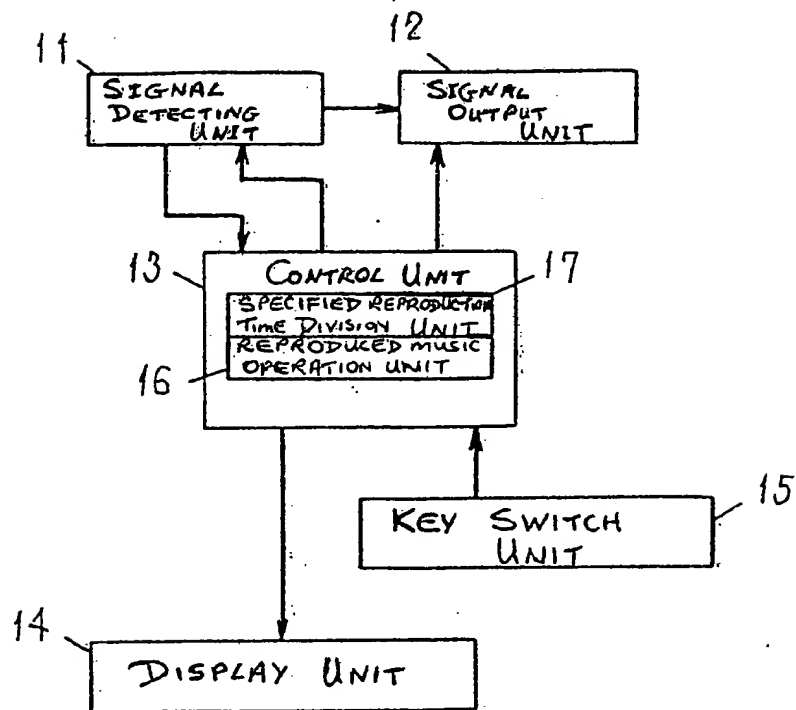 11
SIGNAL
DETECTING
UNIT
12
SIGNAL
OUTPUT
UNIT
13
CONTROL UNIT
17
SPECIFIED REPRODUCTION
TIME DIVISION UNIT
REPRODUCED MUSIC
OPERATION UNIT
16
KEY SWITCH
UNIT
15
14
DISPLAY UNIT